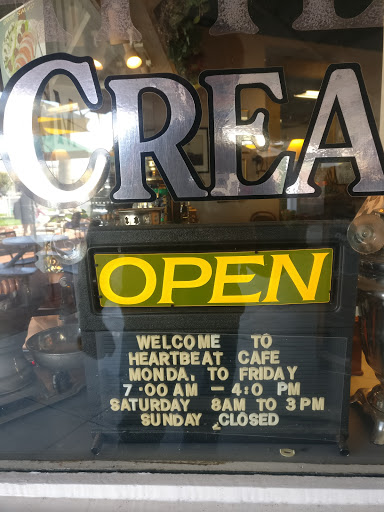 CREA
OPEN
WELCOME TO
HEARTBEAT CAFE
MONDA, TO FRIDAY
7:00 AM - 4:0 PM
SATURDAY 8AM TO 3PM
SUNDAY CLOSED